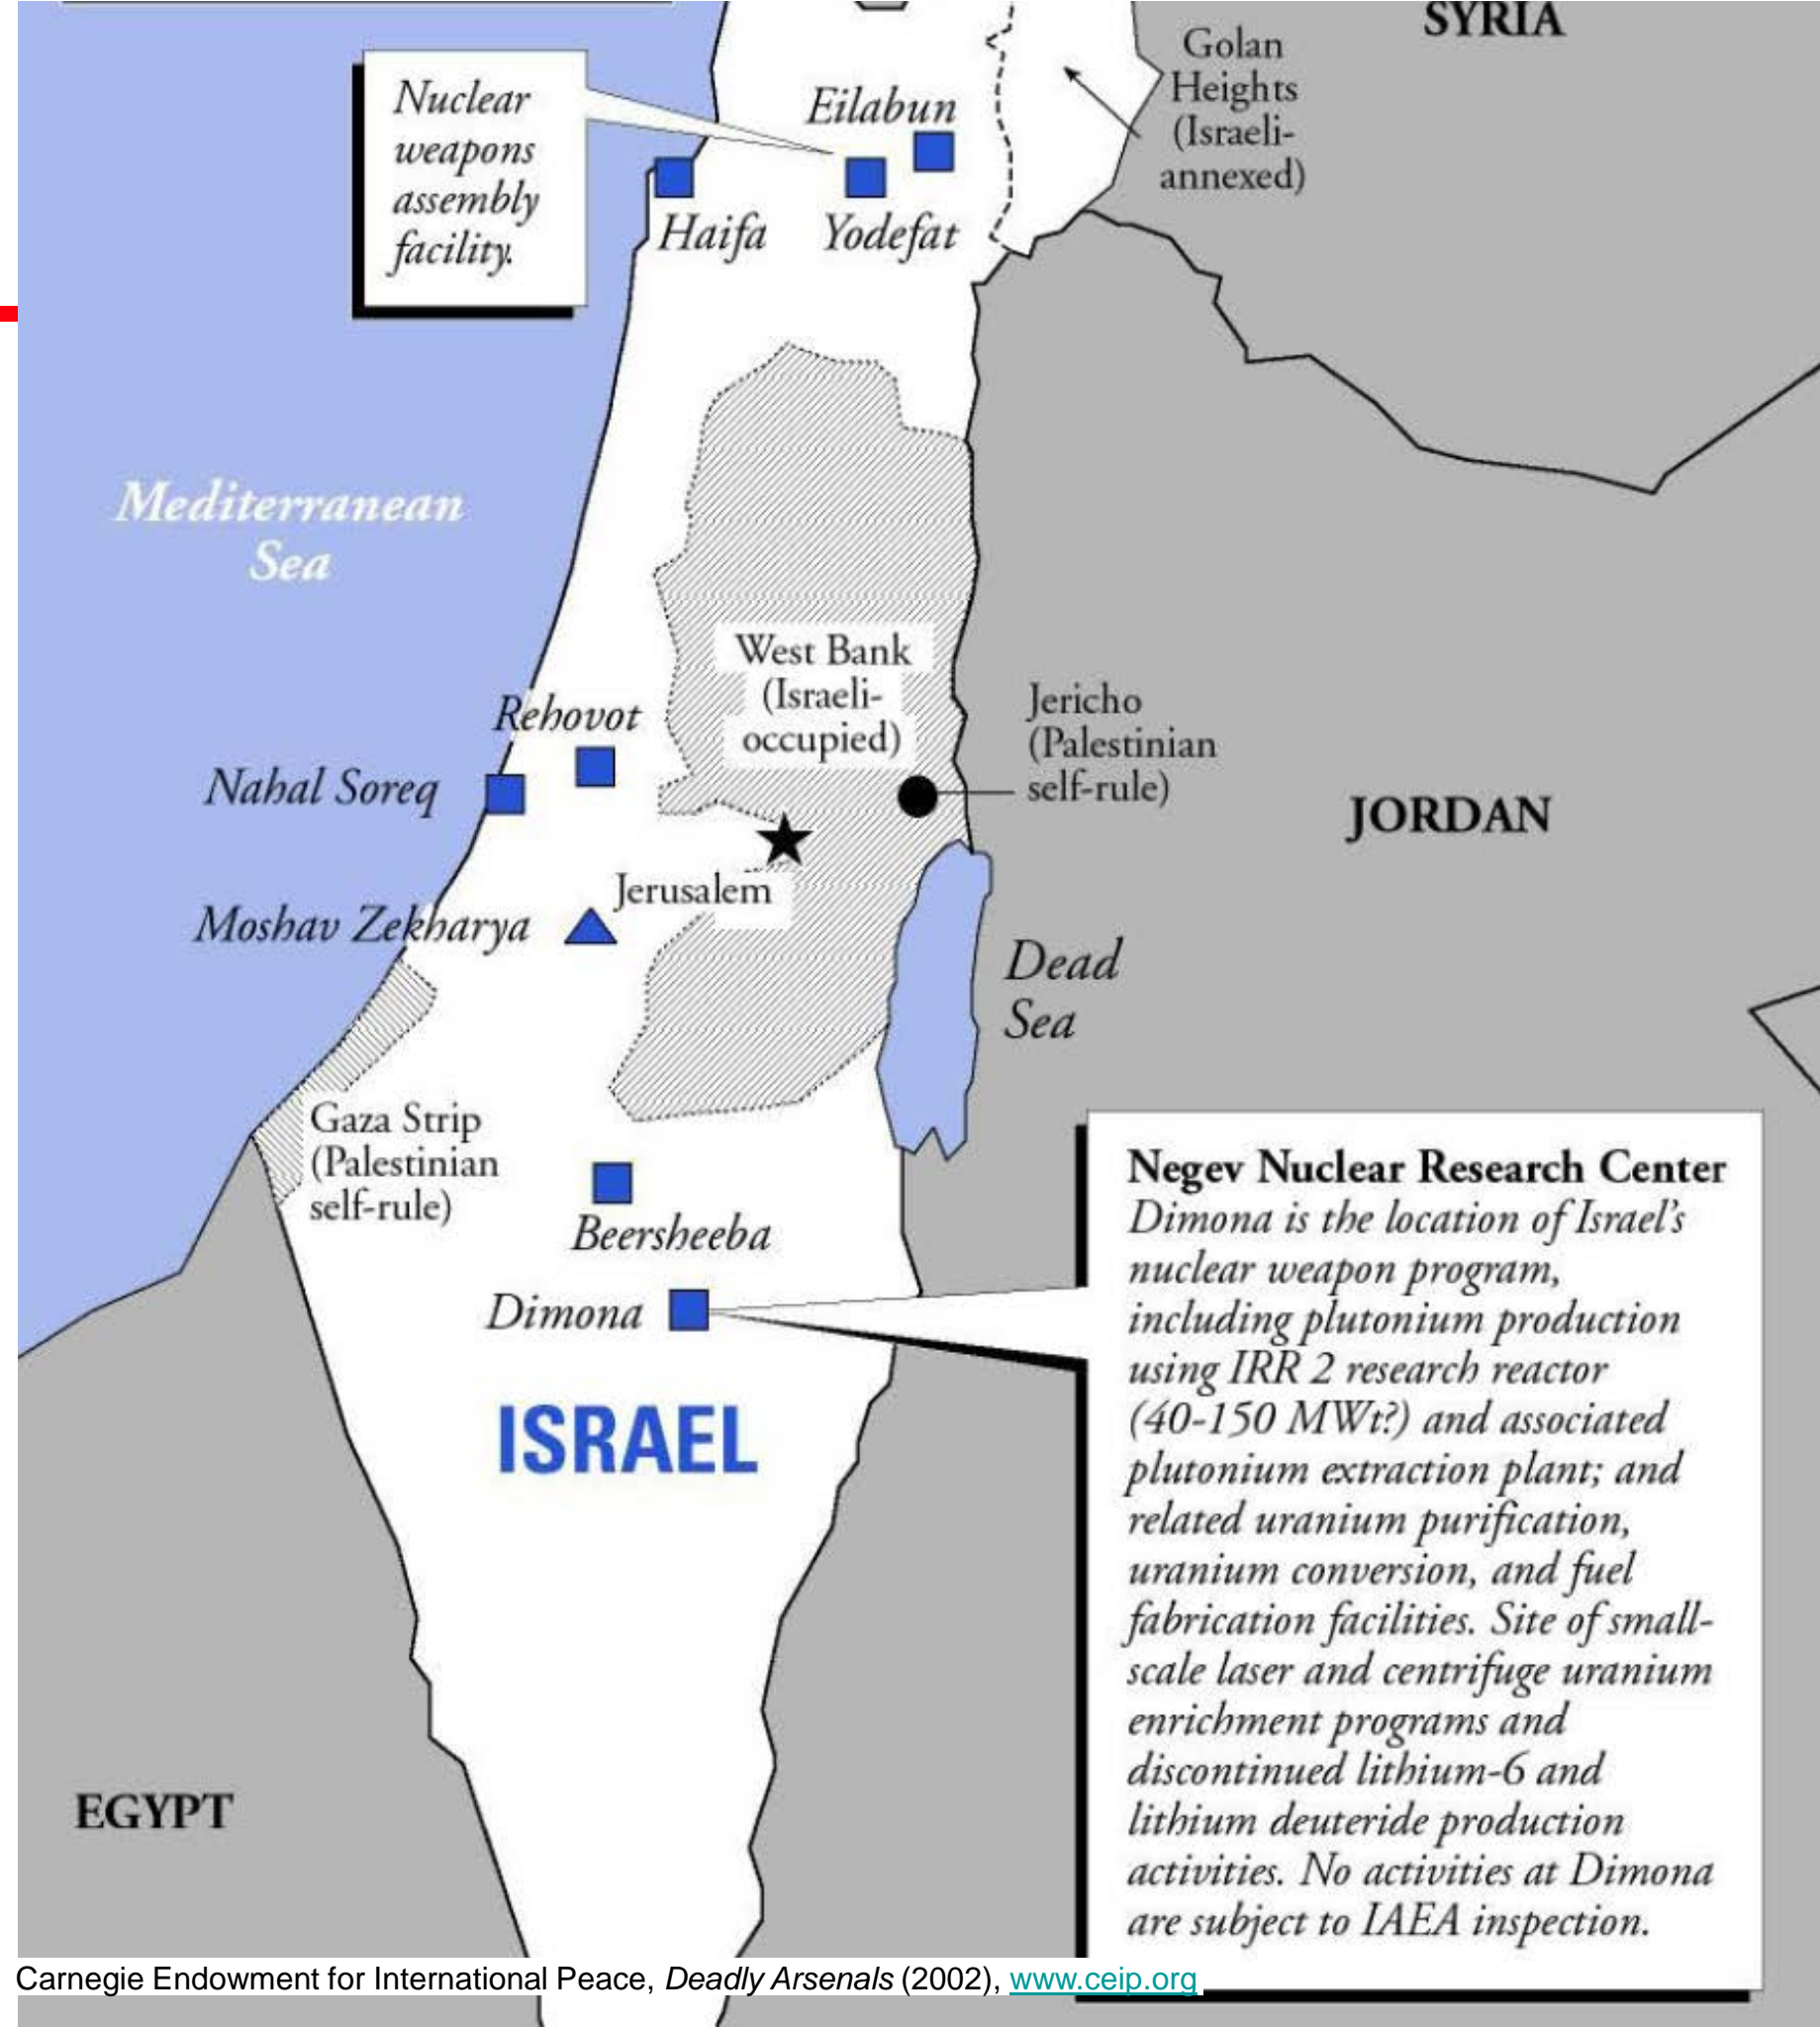 SYRIA
Golan
Heights
(Israeli-
annexed)
Nuclear
weapons
assembly
facility.
Eilabun
Haifa
Yodefat
Mediterranean
Sea
West Bank
(Israeli-
occupied)
Rehovot
Nahal Soreq
Jericho
(Palestinian
self-rule)
JORDAN
Jerusalem
Moshav Zekharya
Dead
Sea
Gaza Strip
(Palestinian
self-rule)
Beersheeba
Dimona
ISRAEL
EGYPT
Negev Nuclear Research Center
Dimona is the location of Israel's
nuclear weapon program,
including plutonium production
using IRR 2 research reactor
(40-150 MWt?) and associated
plutonium extraction plant; and
related uranium purification,
uranium conversion, and fuel
fabrication facilities. Site of small-
scale laser and centrifuge uranium
enrichment programs and
discontinued lithium-6 and
lithium deuteride production
activities. No activities at Dimona
are subject to IAEA inspection.
Carnegie Endowment for International Peace, Deadly Arsenals (2002), www.ceip.org